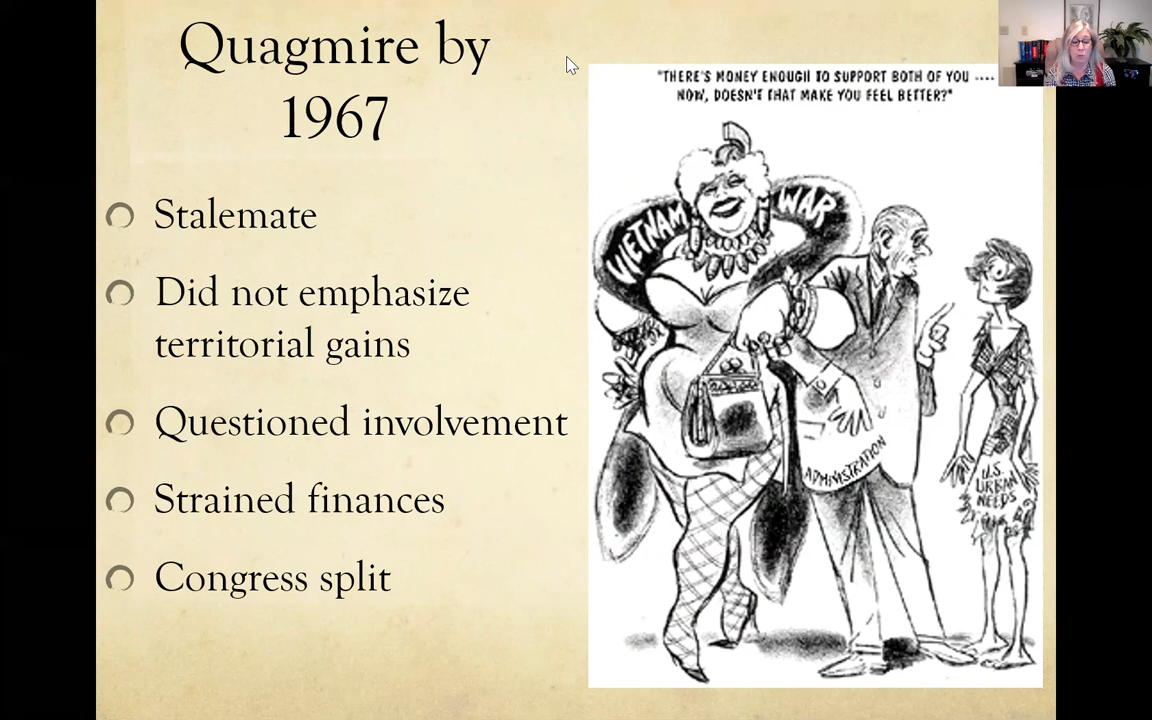 Quagmire by
1967
Stalemate
Did not emphasize
territorial gains
Questioned involvement
Strained finances
Congress split
"THERE'S MONEY ENOUGH TO SUPPORT BOTH OF YOU ....
NOW, DOESN'T THAT MAKE YOU FEEL BETTER?"
VIETNAM
WAR
ADMINISTRATION
U.S.
URBAN
NEEDS